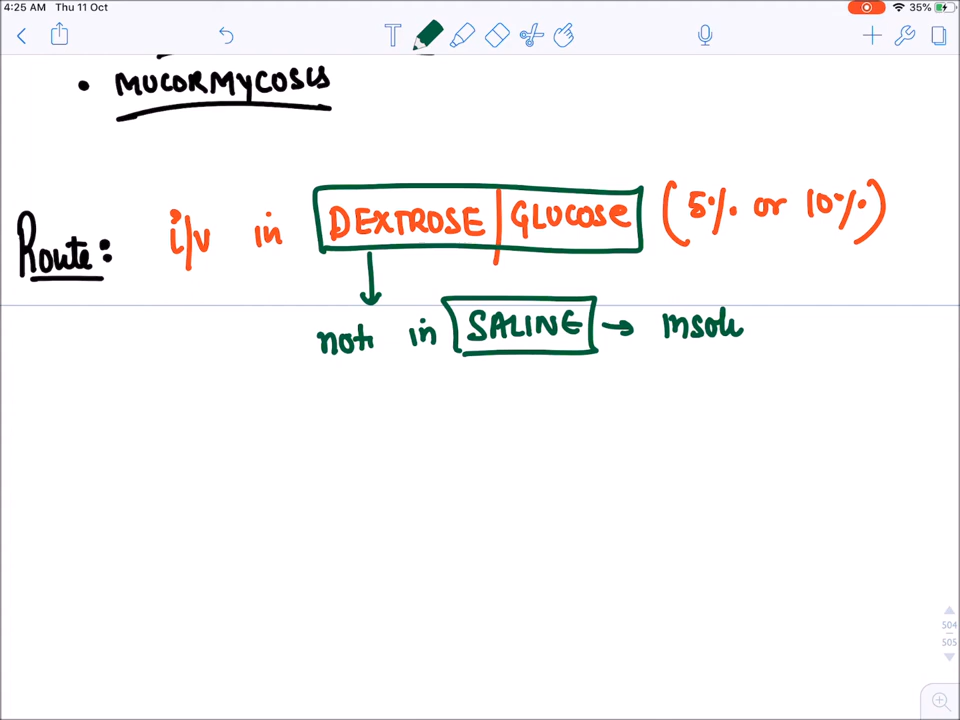 4:25 AM Thu 11 Oct 35%
• MUCORMYCOSIS
Route: i/v in DEXTROSE | GLUCOSE (5% or 10%)
not in SALINE → insolu
504
505